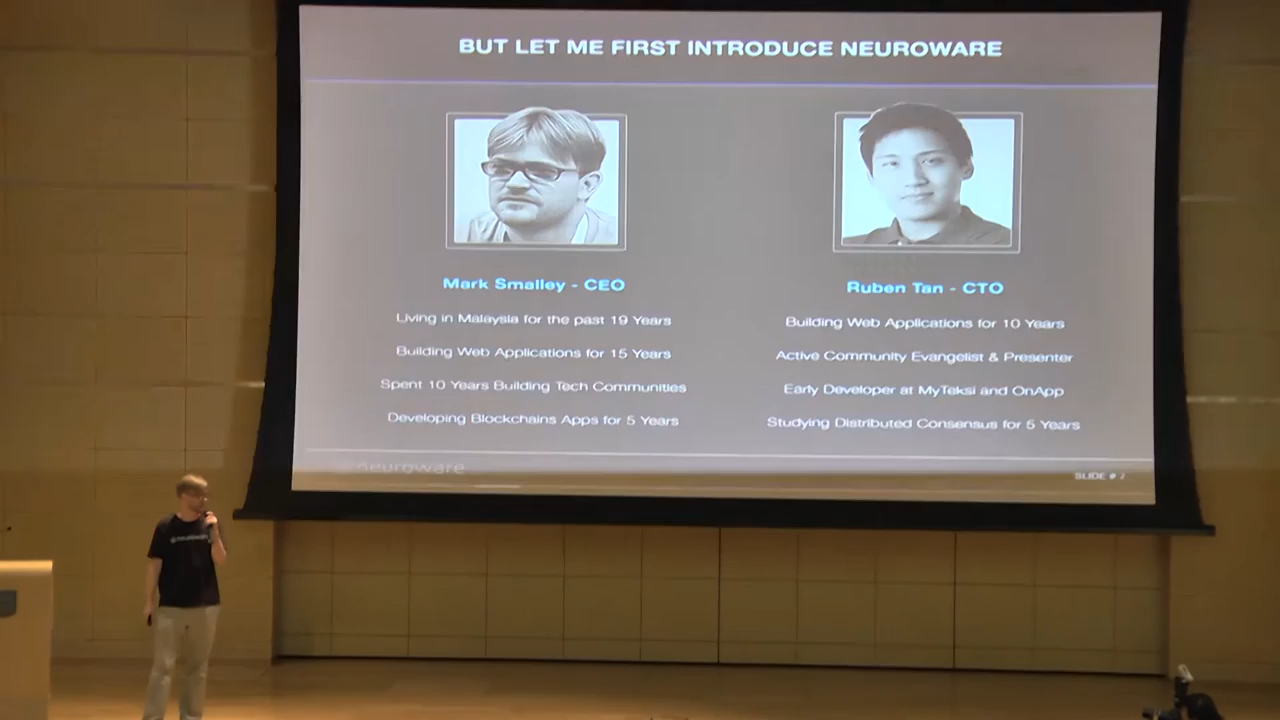 BUT LET ME FIRST INTRODUCE NEUROWARE
Mark Smalley - CEO
Living in Malaysia for the past 19 Years
Building Web Applications for 15 Years
Spent 10 Years Building Tech Communities
Developing Blockchains Apps for 5 Years
Ruben Tan - CTO
Building Web Applications for 10 Years
Active Community Evangelist & Presenter
Early Developer at MyTeksi and OnApp
Studying Distributed Consensus for 5 Years
neuroware
SLIDE #